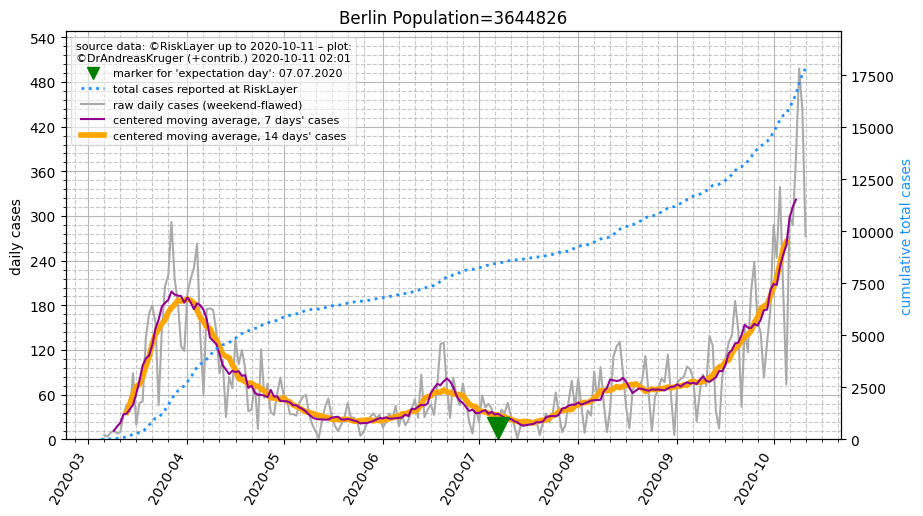 Berlin Population=3644826
source data: ©RiskLayer up to 2020-10-11 – plot:
©DrAndreasKruger (+contrib.) 2020-10-11 02:01
marker for 'expectation day': 07.07.2020
total cases reported at RiskLayer
raw daily cases (weekend-flawed)
centered moving average, 7 days' cases
centered moving average, 14 days' cases
daily cases
540
480
420
360
300
240
180
120
60
0
17500
15000
12500
10000
7500
5000
2500
0
cumulative total cases
2020-03
2020-04
2020-05
2020-06
2020-07
2020-08
2020-09
2020-10